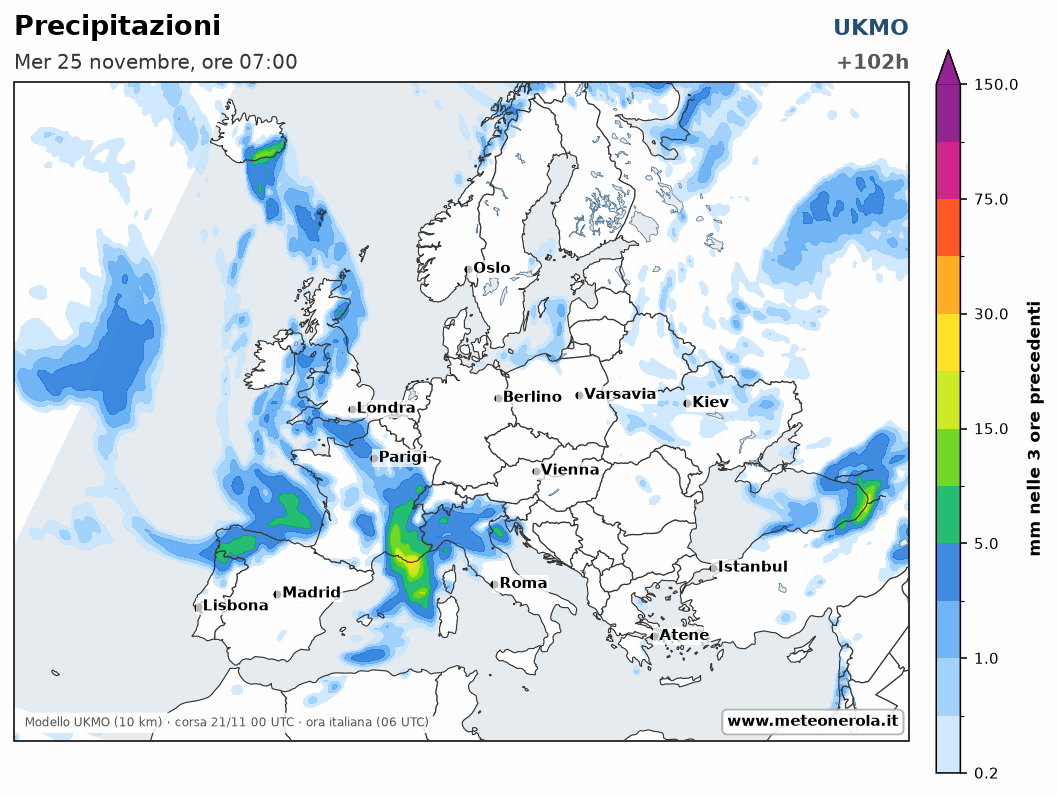 Precipitazioni
UKMO
Mer 25 novembre, ore 07:00
+102h
150.0
75.0
30.0
15.0
5.0
1.0
0.2
mm nelle 3 ore precedenti
Oslo
Londra
Berlino
Varsavia
Kiev
Parigi
Vienna
Istanbul
Roma
Madrid
Lisbona
Atene
Modello UKMO (10 km) · corsa 21/11 00 UTC · ora italiana (06 UTC)
www.meteonerola.it